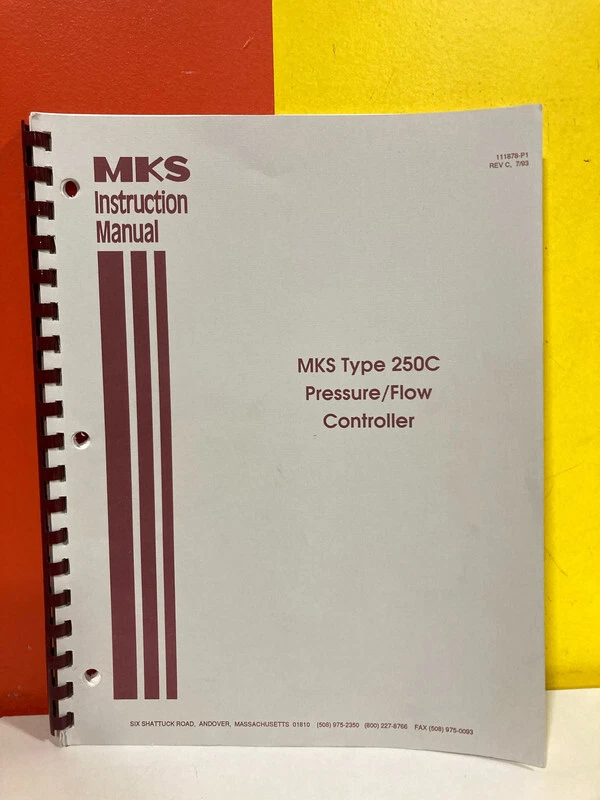 111878-P1
REV C, 7/93
MKS
Instruction
Manual
MKS Type 250C
Pressure/Flow
Controller
SIX SHATTUCK ROAD, ANDOVER, MASSACHUSETTS 01810 (508) 975-2350 (800) 227-8766 FAX (508) 975-0093